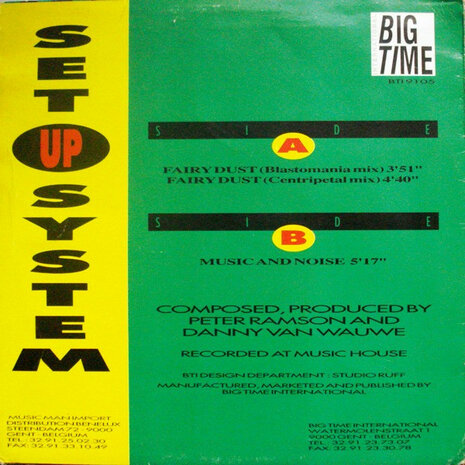 SET UP SYSTEM
BIG
TIME
BTI 9105
SIDE
A
FAIRY DUST (Blastomania mix) 3'51"
FAIRY DUST (Centripetal mix) 4'40"
SIDE
B
MUSIC AND NOISE 5'17"
COMPOSED, PRODUCED BY
PETER RAMSON AND
DANNY VAN WAUWE
RECORDED AT MUSIC HOUSE
BTI DESIGN DEPARTMENT : STUDIO RUFF
MANUFACTURED, MARKETED AND PUBLISHED BY
BIG TIME INTERNATIONAL
MUSIC MAN IMPORT
DISTRIBUTION BENELUX
STEENDAM 72 - 9000
GENT - BELGIUM
TEL : 32.91.25.02.30
FAX: 32.91.33.10.49
BIG TIME INTERNATIONAL
WATERMOLENSTRAAT 1
9000 GENT - BELGIUM
TEL : 32.91.23.73.07
FAX : 32.91.23.30.78